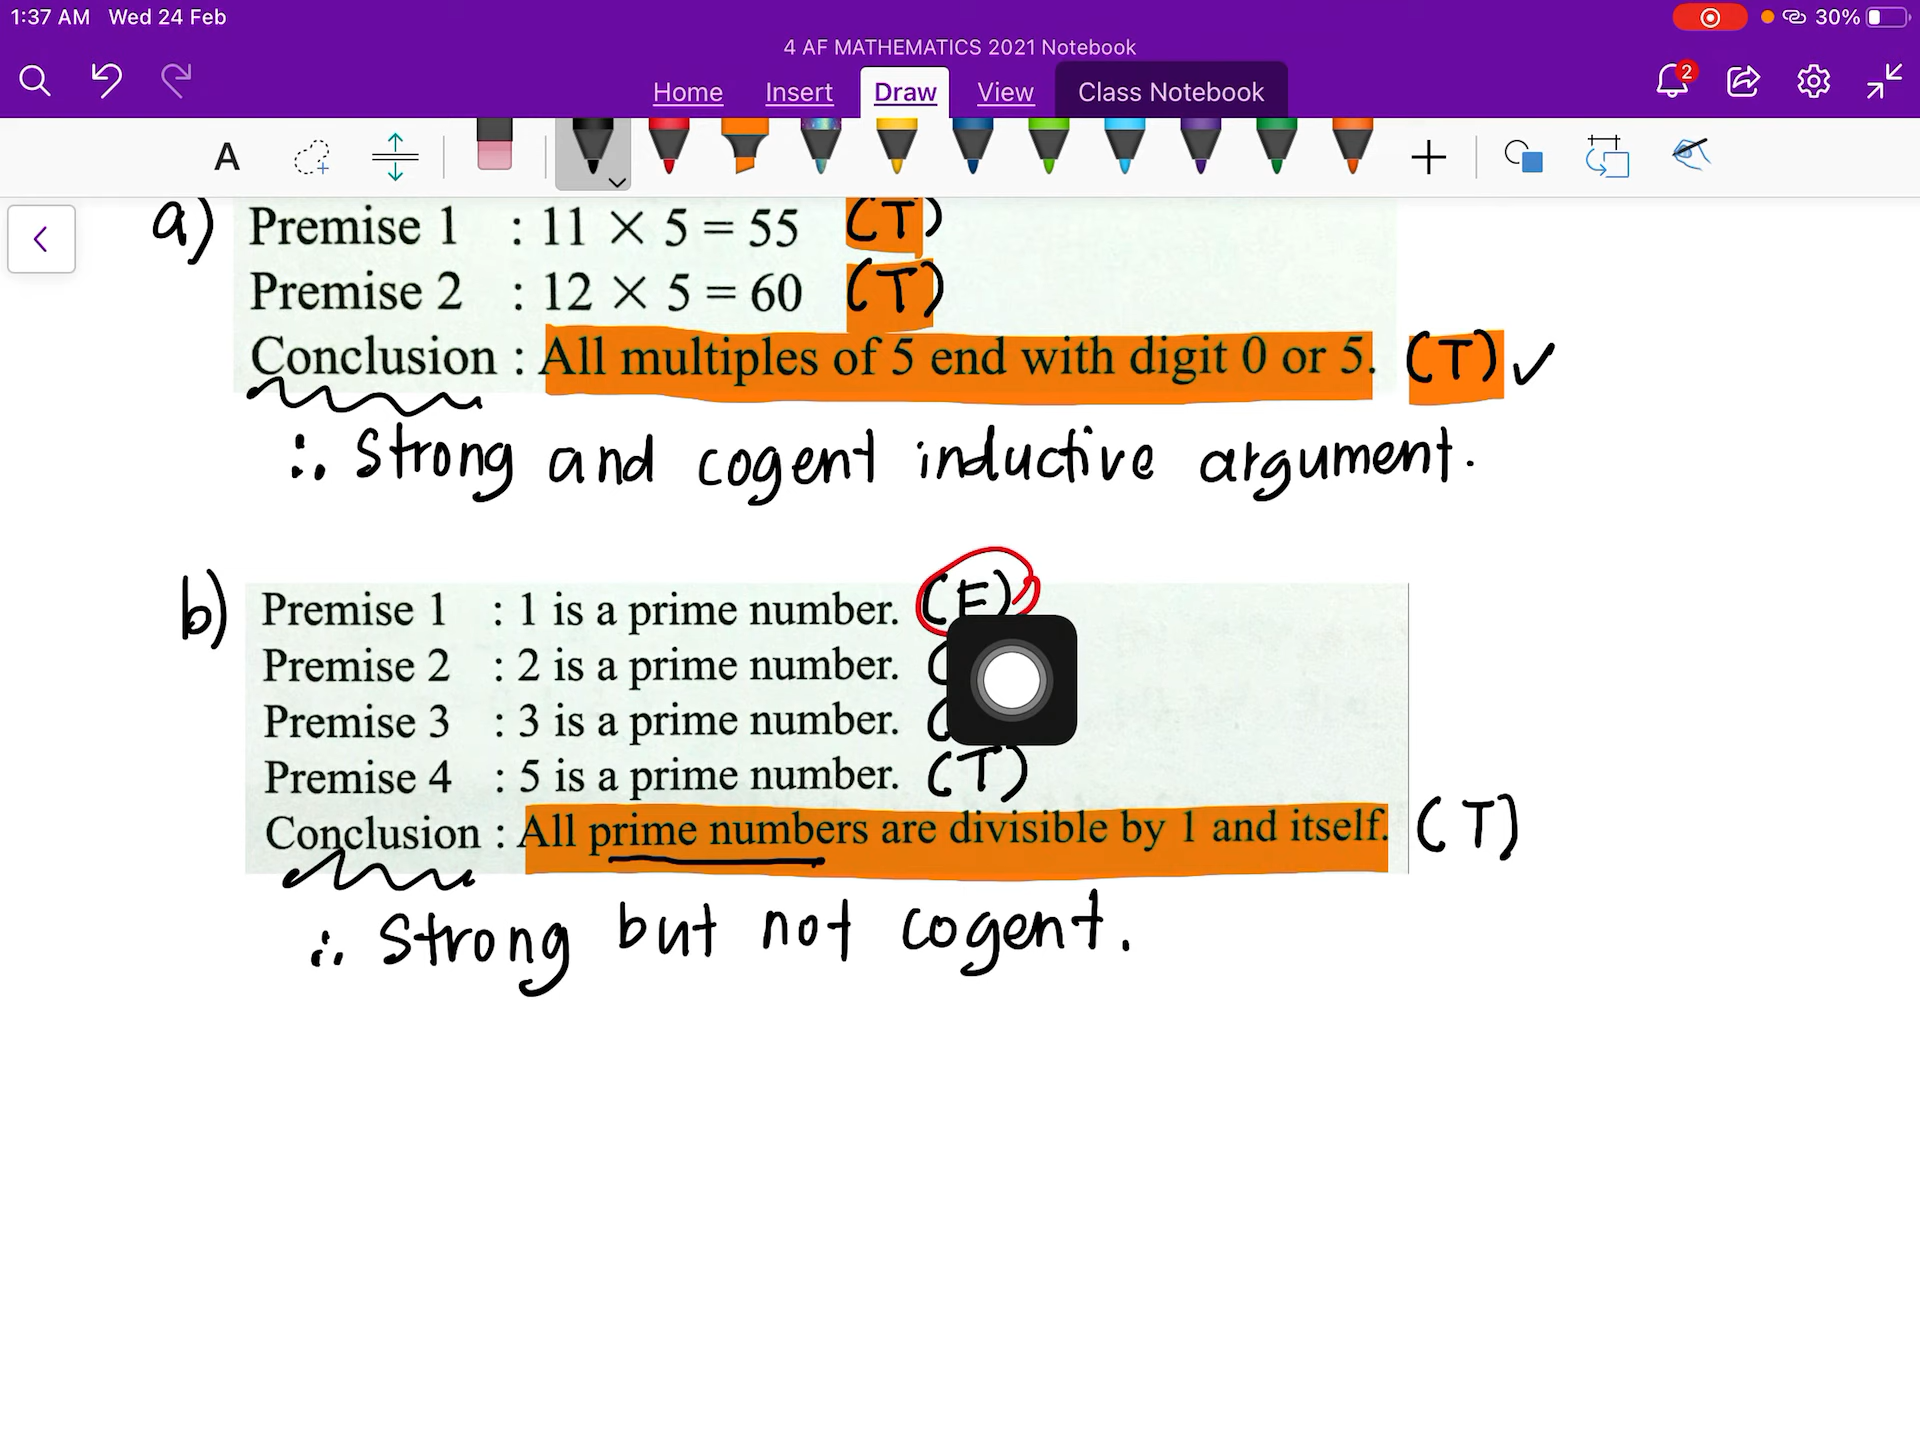 1:37 AM Wed 24 Feb
30%
4 AF MATHEMATICS 2021 Notebook
Home Insert Draw View Class Notebook
2
A
a) Premise 1 : 11 × 5 = 55 (T)
Premise 2 : 12 × 5 = 60 (T)
Conclusion : All multiples of 5 end with digit 0 or 5. (T) ✓
∴ Strong and cogent inductive argument.
b) Premise 1 : 1 is a prime number. (F)
Premise 2 : 2 is a prime number. (
Premise 3 : 3 is a prime number. (
Premise 4 : 5 is a prime number. (T)
Conclusion : All prime numbers are divisible by 1 and itself. (T)
∴ Strong but not cogent.